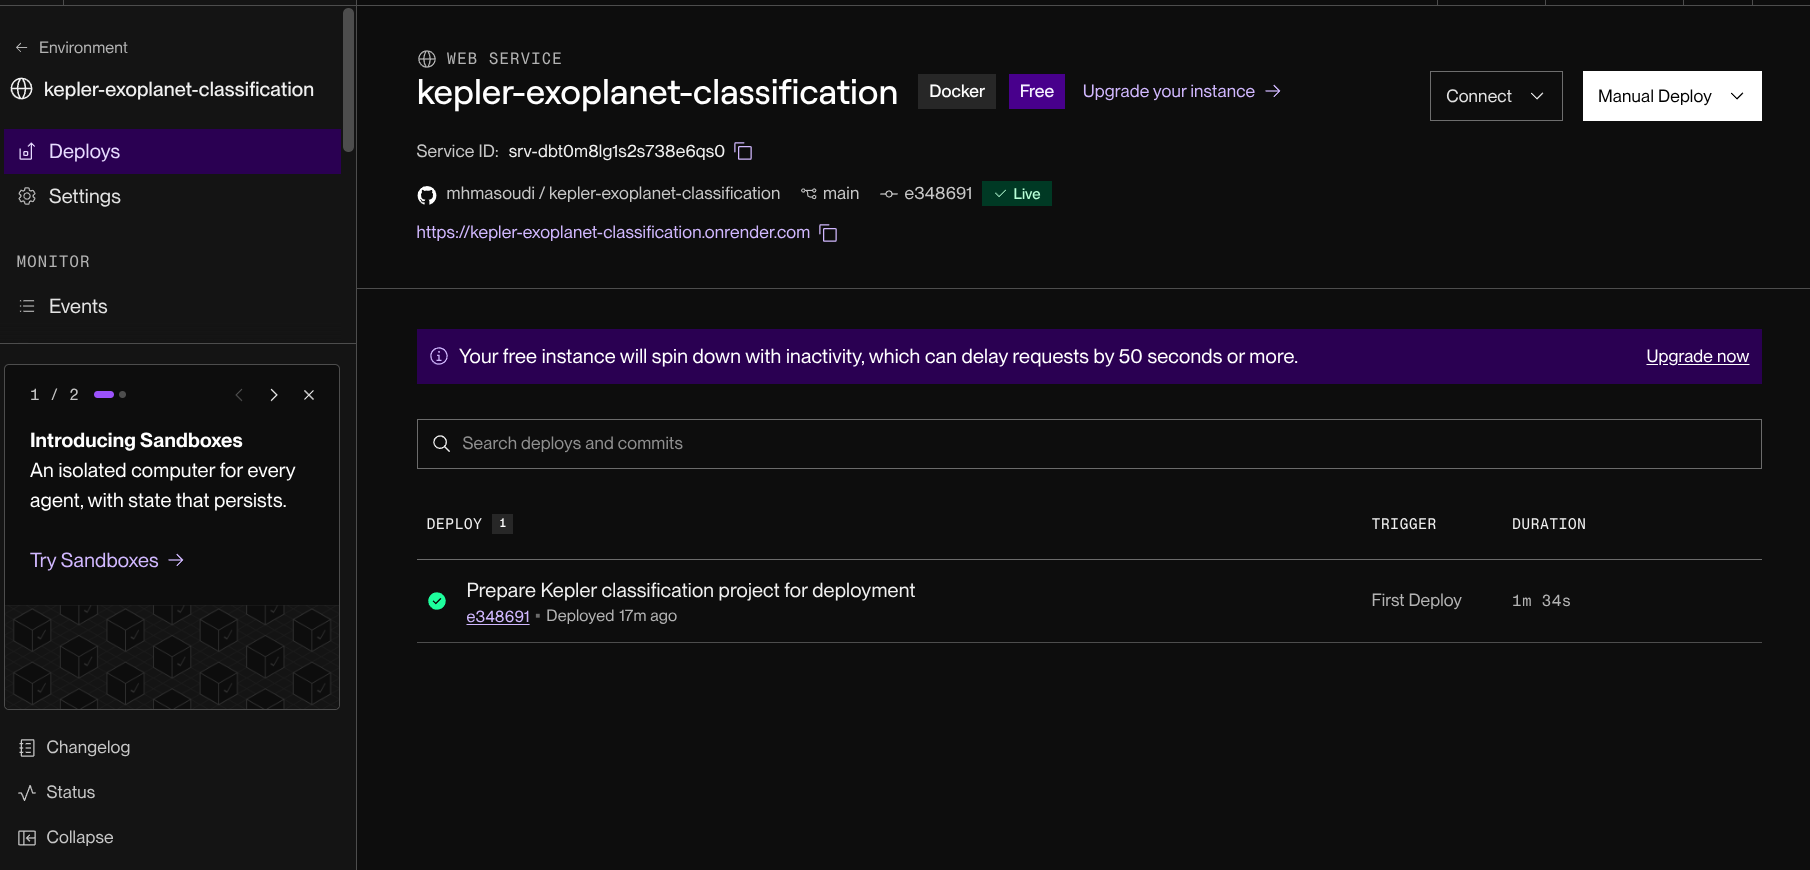 Environment
kepler-exoplanet-classification
Deploys
Settings
MONITOR
Events
1 / 2
Introducing Sandboxes
An isolated computer for every
agent, with state that persists.
Try Sandboxes
Changelog
Status
Collapse
WEB SERVICE
kepler-exoplanet-classification Docker Free Upgrade your instance
Connect Manual Deploy
Service ID: srv-dbt0m8lg1s2s738e6qs0
mhmasoudi / kepler-exoplanet-classification main e348691 Live
https://kepler-exoplanet-classification.onrender.com
Your free instance will spin down with inactivity, which can delay requests by 50 seconds or more. Upgrade now
Search deploys and commits
DEPLOY 1 TRIGGER DURATION
Prepare Kepler classification project for deployment
e348691 Deployed 17m ago
First Deploy 1m 34s